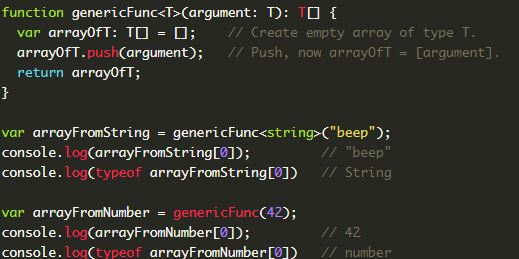 function genericFunc<T>(argument: T): T[] {
  var arrayOfT: T[] = [];    // Create empty array of type T.
  arrayOfT.push(argument);   // Push, now arrayOfT = [argument].
  return arrayOfT;
}

var arrayFromString = genericFunc<string>("beep");
console.log(arrayFromString[0]);         // "beep"
console.log(typeof arrayFromString[0])   // String

var arrayFromNumber = genericFunc(42);
console.log(arrayFromNumber[0]);         // 42
console.log(typeof arrayFromNumber[0])   // number